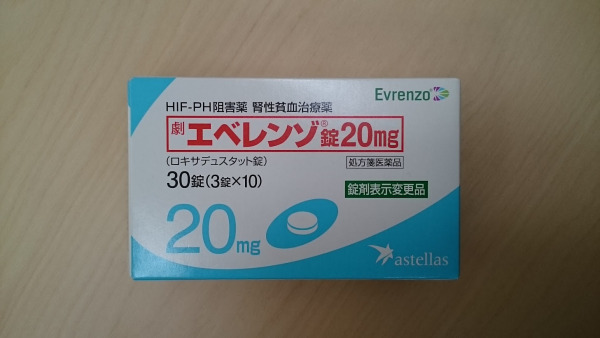 Evrenzo
HIF-PH阻害薬 腎性貧血治療薬
劇 エベレンゾ®錠20mg
(ロキサデュスタット錠)
処方箋医薬品
30錠(3錠×10)
錠剤表示変更品
20mg
astellas